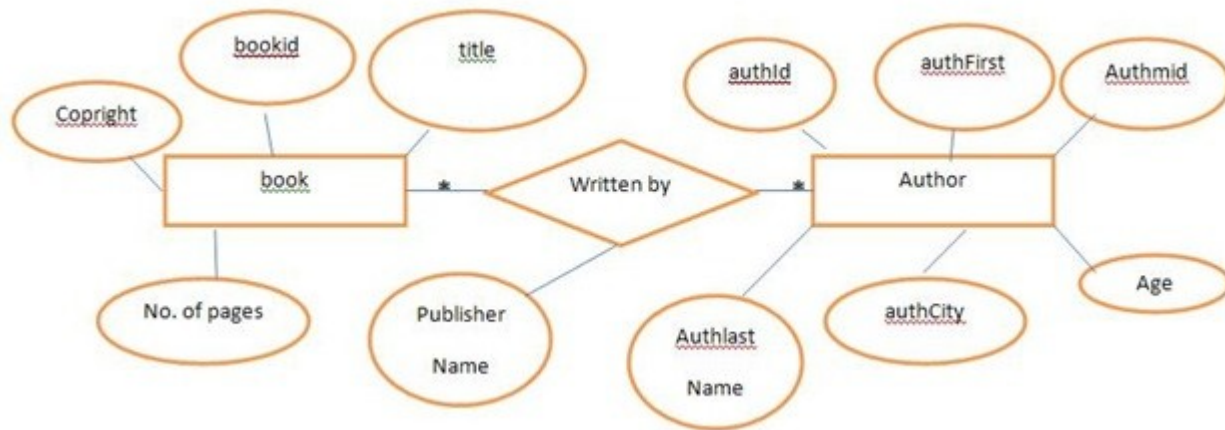 bookid
title
authId
authFirst
Authmid
Copright
book
*
Written by
*
Author
No. of pages
Publisher
Name
Authlast
Name
authCity
Age